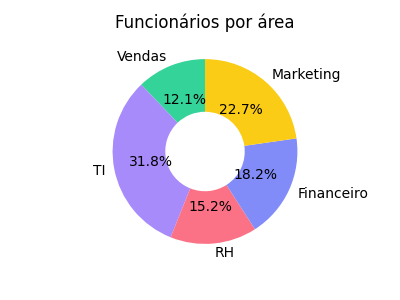 Funcionários por área
Vendas
12.1%
Marketing
22.7%
TI
31.8%
Financeiro
18.2%
RH
15.2%